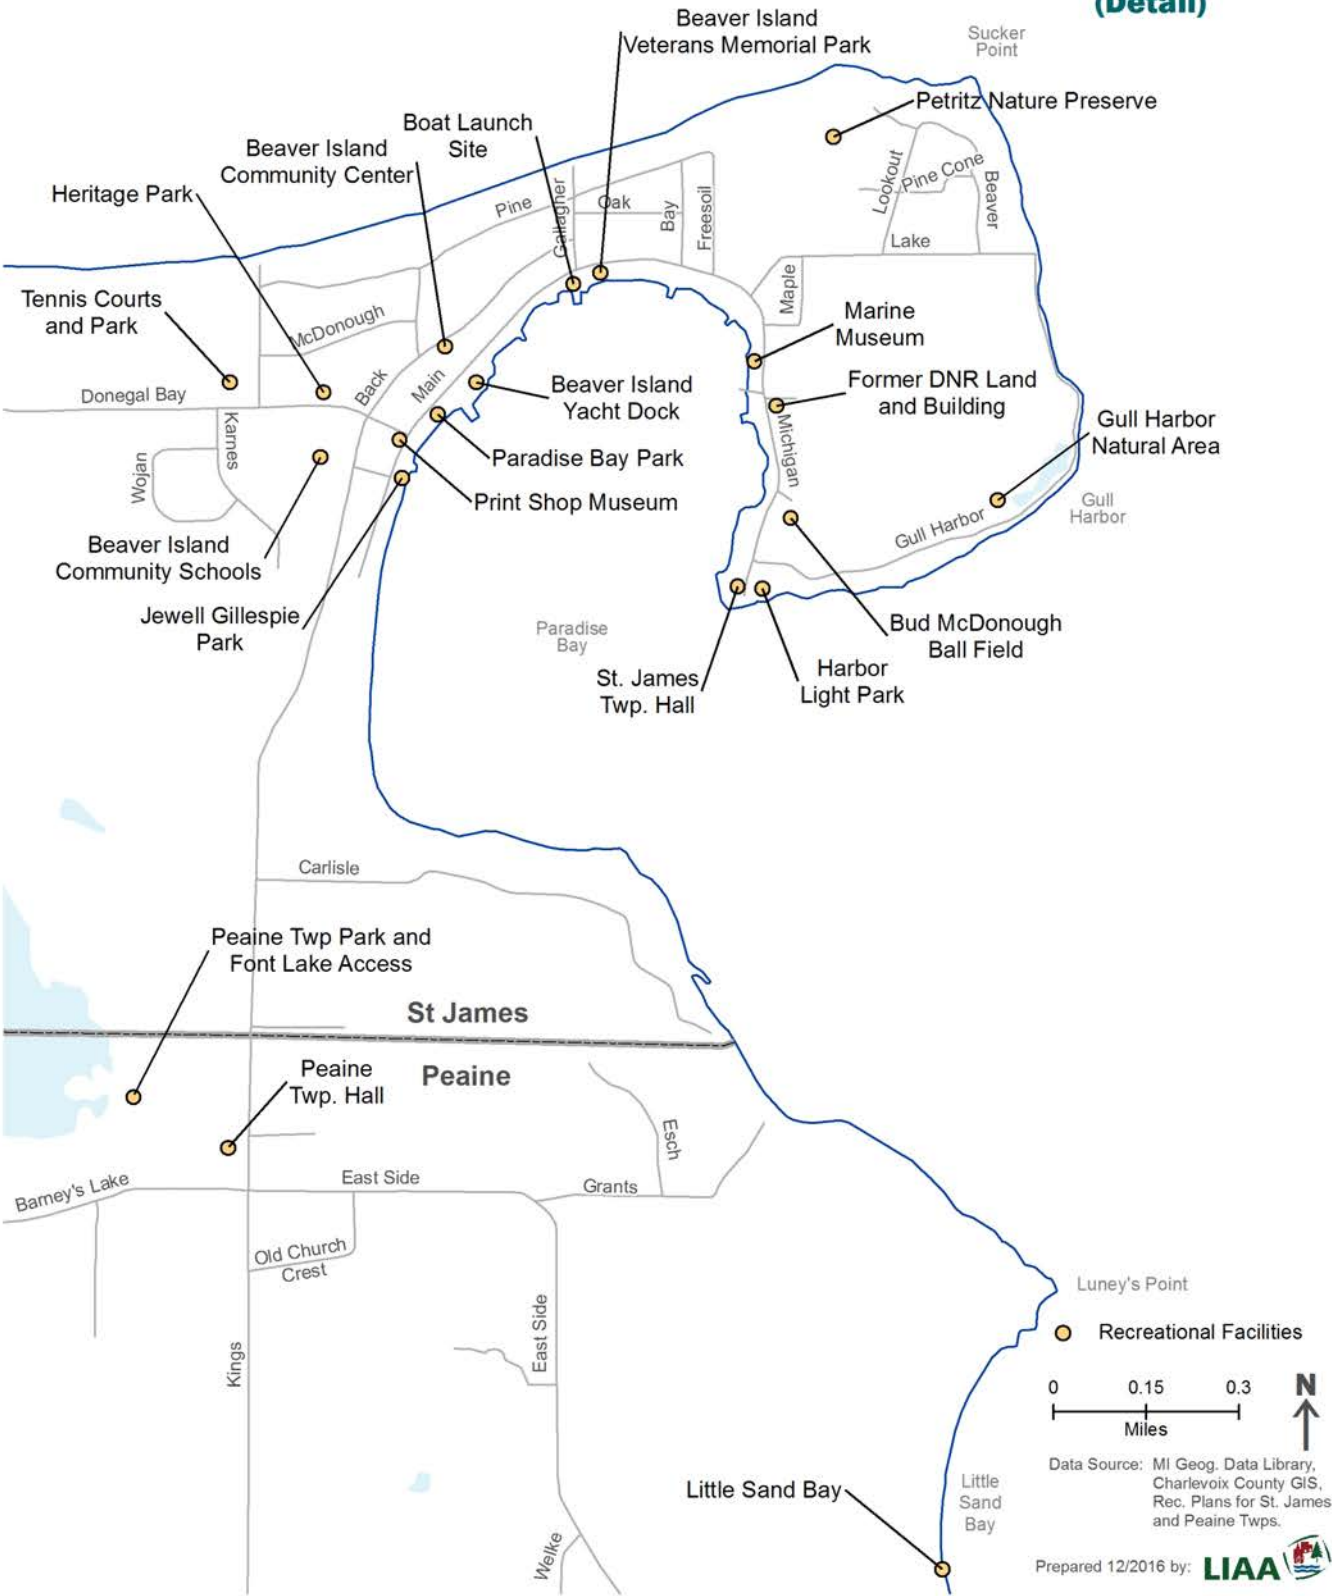 (Detail)
Beaver Island
Veterans Memorial Park
Sucker
Point
Petritz Nature Preserve
Boat Launch
Site
Beaver Island
Community Center
Heritage Park
Pine
Gallagher
Oak
Bay
Freesoil
Lookout
Pine Cone
Beaver
Lake
Maple
Tennis Courts
and Park
McDonough
Marine
Museum
Donegal Bay
Back
Main
Beaver Island
Yacht Dock
Former DNR Land
and Building
Gull Harbor
Natural Area
Karnes
Wojan
Paradise Bay Park
Michigan
Print Shop Museum
Gull
Harbor
Gull Harbor
Beaver Island
Community Schools
Jewell Gillespie
Park
Paradise
Bay
Bud McDonough
Ball Field
St. James
Twp. Hall
Harbor
Light Park
Carlisle
Peaine Twp Park and
Font Lake Access
St James
Peaine
Peaine
Twp. Hall
Esch
Barney's Lake
East Side
Grants
Old Church
Crest
Luney's Point
East Side
Kings
Recreational Facilities
0 0.15 0.3
Miles
N
Data Source: MI Geog. Data Library,
Charlevoix County GIS,
Rec. Plans for St. James
and Peaine Twps.
Little Sand Bay
Little
Sand
Bay
Welke
Prepared 12/2016 by: LIAA